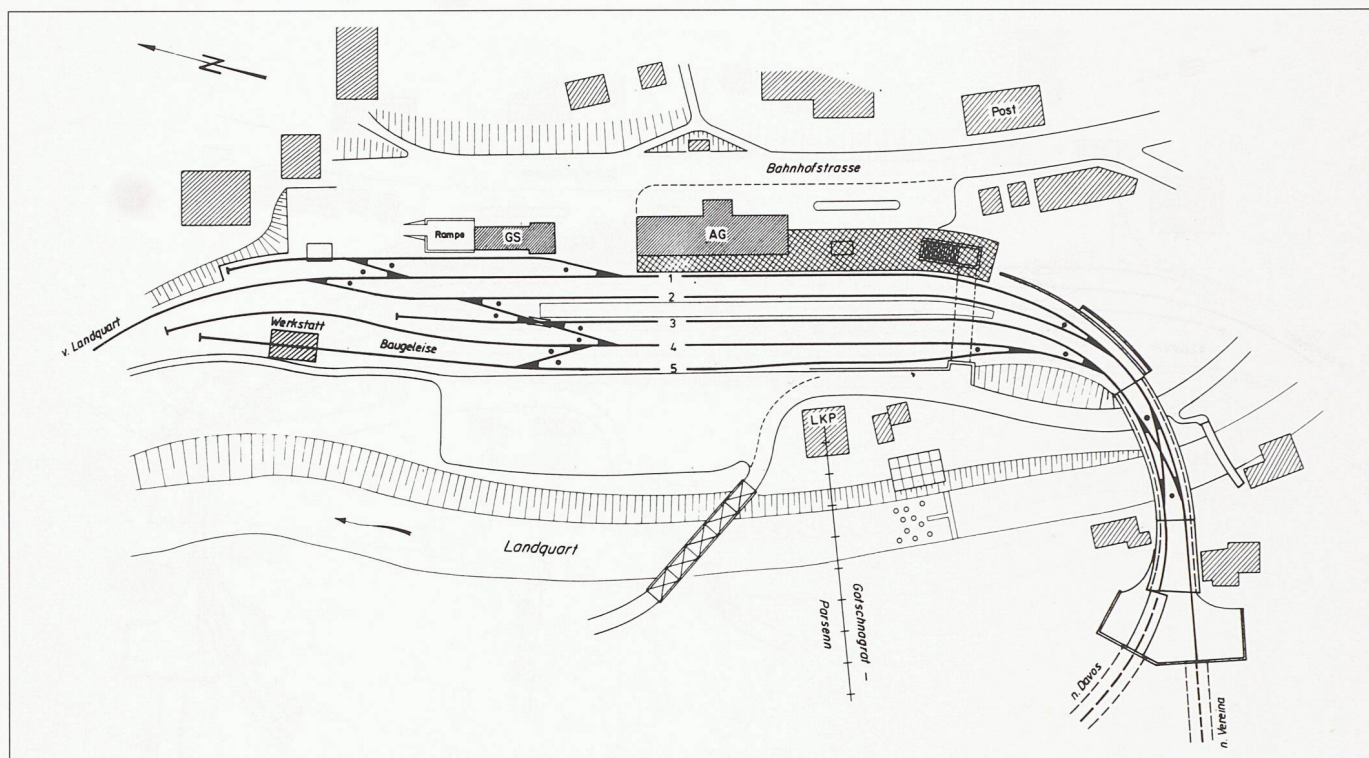 N
Post
Bahnhofstrasse
Rampe
GS
AG
1
2
3
4
5
v. Landquart
Werkstatt
Baugeleise
LKP
Landquart
Gotschnagrat –
Parsenn
n. Davos
n. Vereina